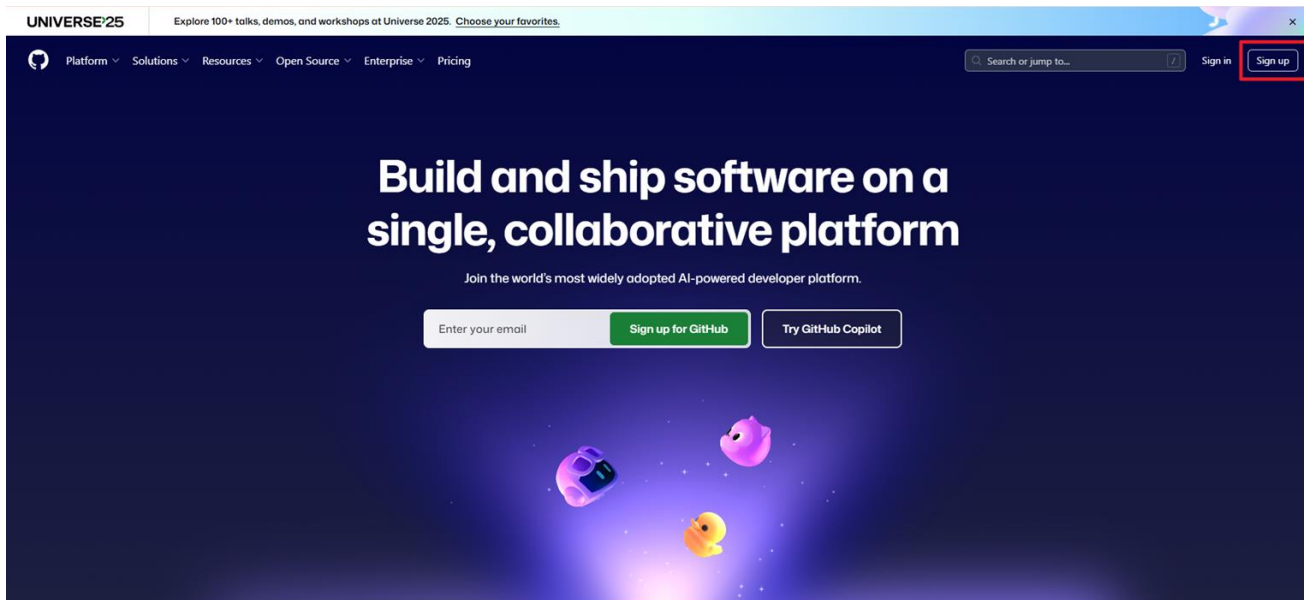 UNIVERSE'25 Explore 100+ talks, demos, and workshops at Universe 2025. Choose your favorites. ×
Platform Solutions Resources Open Source Enterprise Pricing Search or jump to... / Sign in Sign up
Build and ship software on a
single, collaborative platform
Join the world's most widely adopted AI-powered developer platform.
Enter your email Sign up for GitHub Try GitHub Copilot